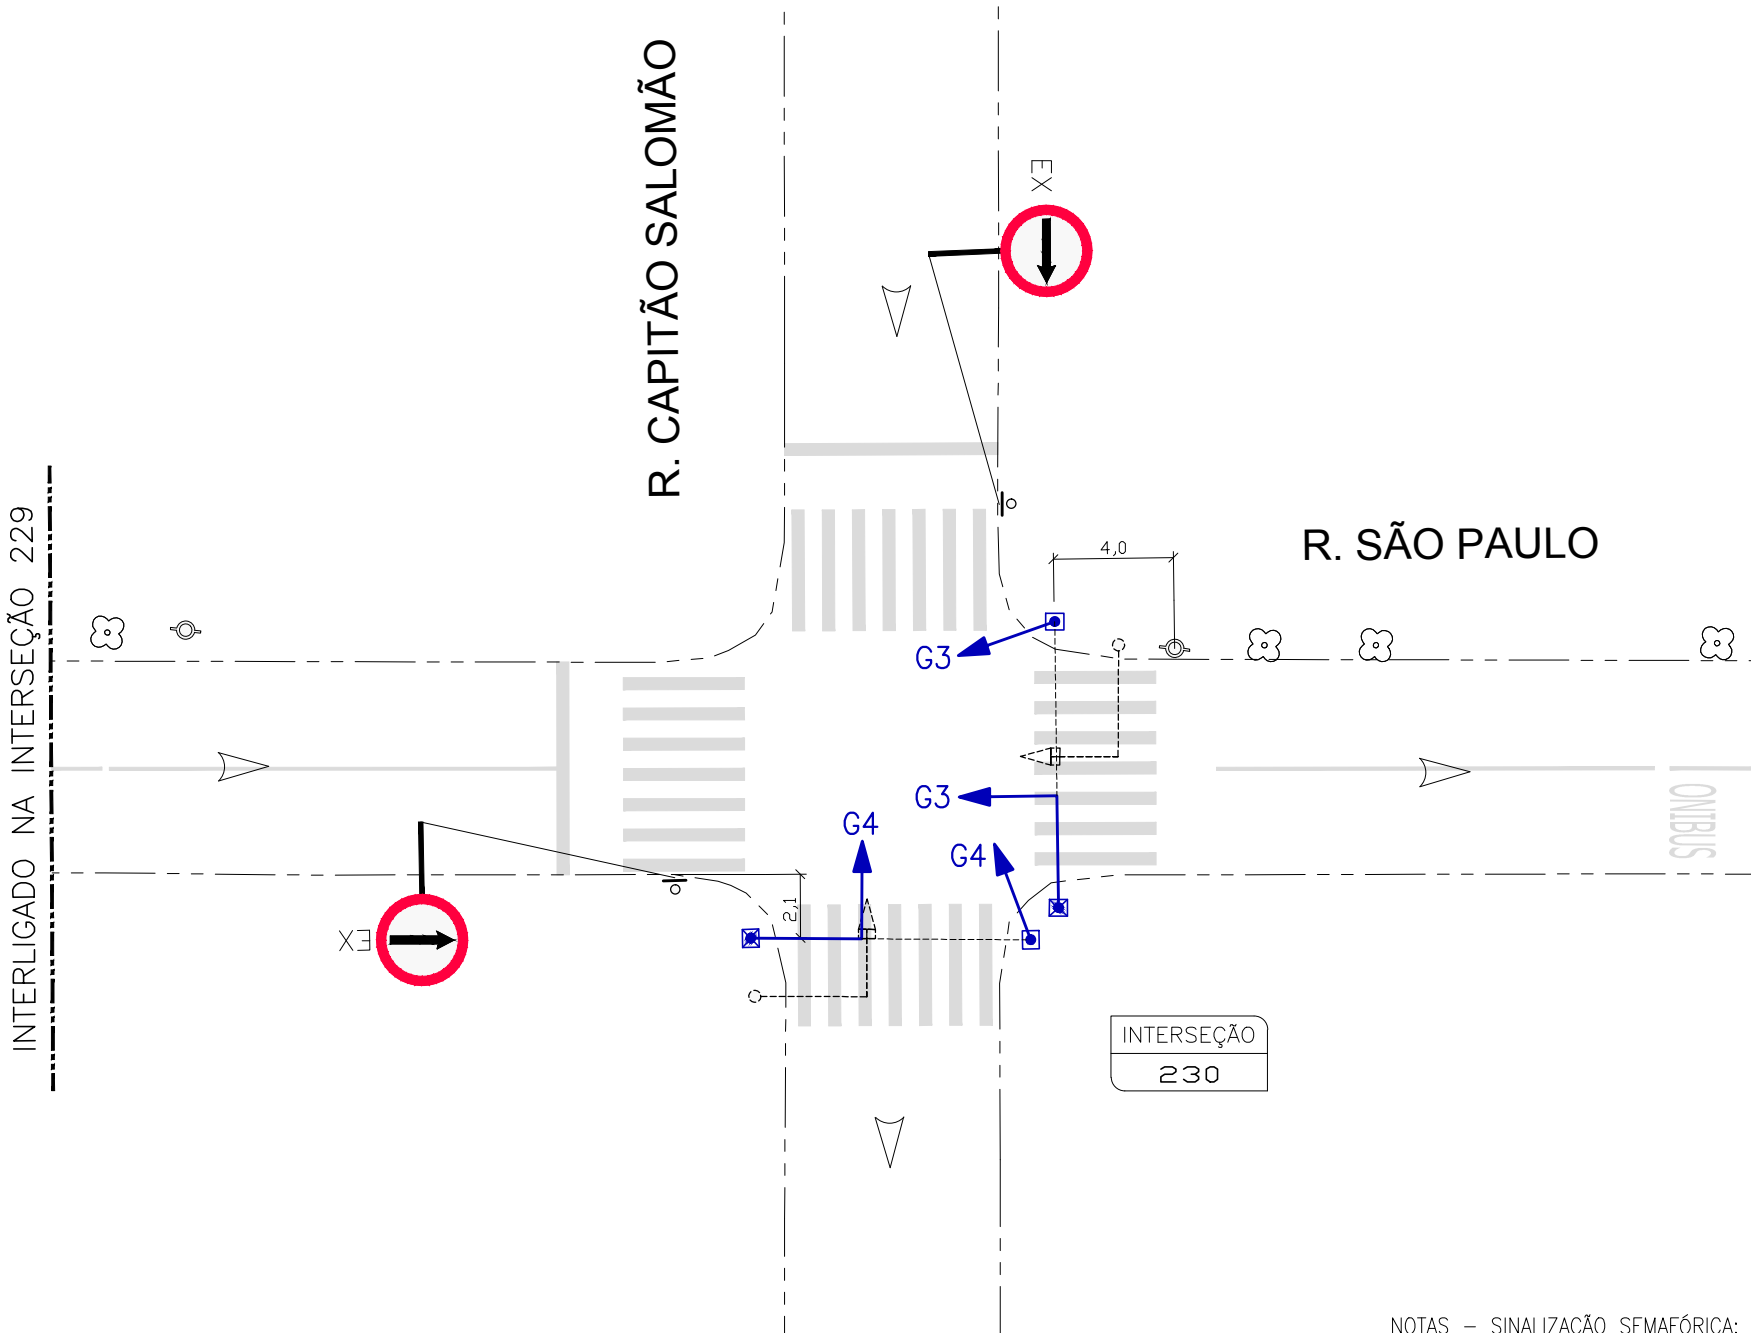 R. CAPITÃO SALOMÃO
EX
INTERLIGADO NA INTERSEÇÃO 229
R. SÃO PAULO
4,0
G3
G3
G4
G4
2,1
EX
ONIBUS
INTERSEÇÃO
230
NOTAS – SINALIZAÇÃO SEMAFÓRICA: